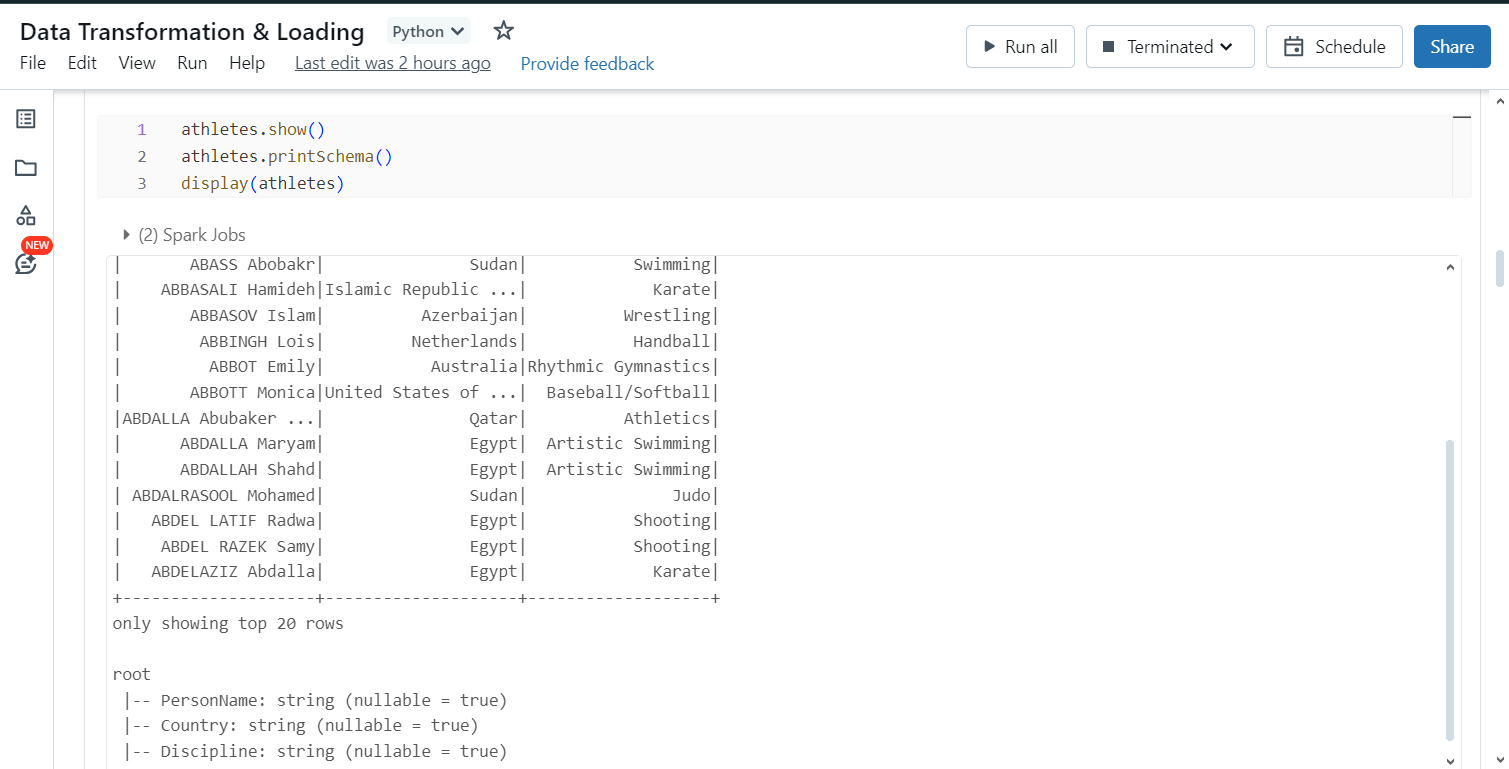 Data Transformation & Loading Python
File Edit View Run Help Last edit was 2 hours ago Provide feedback
Run all Terminated Schedule Share
NEW
1 athletes.show()
2 athletes.printSchema()
3 display(athletes)
(2) Spark Jobs
|       ABASS Abobakr|               Sudan|           Swimming|
|    ABBASALI Hamideh|Islamic Republic ...|             Karate|
|       ABBASOV Islam|          Azerbaijan|          Wrestling|
|        ABBINGH Lois|         Netherlands|           Handball|
|         ABBOT Emily|           Australia|Rhythmic Gymnastics|
|       ABBOTT Monica|United States of ...|  Baseball/Softball|
|ABDALLA Abubaker ...|               Qatar|          Athletics|
|      ABDALLA Maryam|               Egypt|  Artistic Swimming|
|      ABDALLAH Shahd|               Egypt|  Artistic Swimming|
| ABDALRASOOL Mohamed|               Sudan|               Judo|
|   ABDEL LATIF Radwa|               Egypt|           Shooting|
|    ABDEL RAZEK Samy|               Egypt|           Shooting|
|   ABDELAZIZ Abdalla|               Egypt|             Karate|
+--------------------+--------------------+-------------------+
only showing top 20 rows
root
 |-- PersonName: string (nullable = true)
 |-- Country: string (nullable = true)
 |-- Discipline: string (nullable = true)